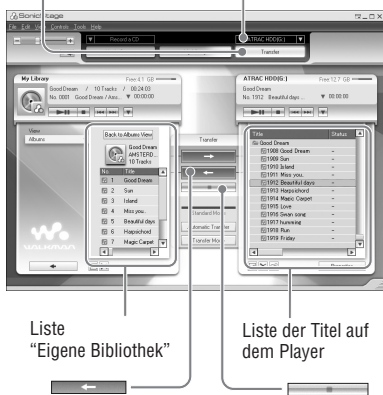 SonicStage
File Edit View Controls Tools Help
Record a CD
ATRAC HDD(G:)
Transfer
My Library
Free:4.1 GB
Good Dream / 10 Tracks / 00:24:03
No. 0001 Good Dream / Ams... 00:00:00
ATRAC HDD(G:)
Free:12.7 GB
Good Dream
No. 1912 Beautiful days ... 00:00:00
View
Albums
Back to Albums View
Good Dream
AMSTERD...
10 Tracks
No. Title
1 Good Dream
2 Sun
3 Island
4 Miss you..
5 Beautiful days
6 Harpsichord
7 Magic Carpet
Transfer
Standard Mode
Automatic Transfer
Transfer Mode
Title Status
Good Dream
1908 Good Dream -
1909 Sun -
1910 Island -
1911 Miss you.. -
1912 Beautiful days -
1913 Harpsichord -
1914 Magic Carpet -
1915 Love -
1916 Swan song -
1917 humming -
1918 Run -
1919 Friday -
WALKMAN
Properties
Liste
“Eigene Bibliothek”
Liste der Titel auf
dem Player